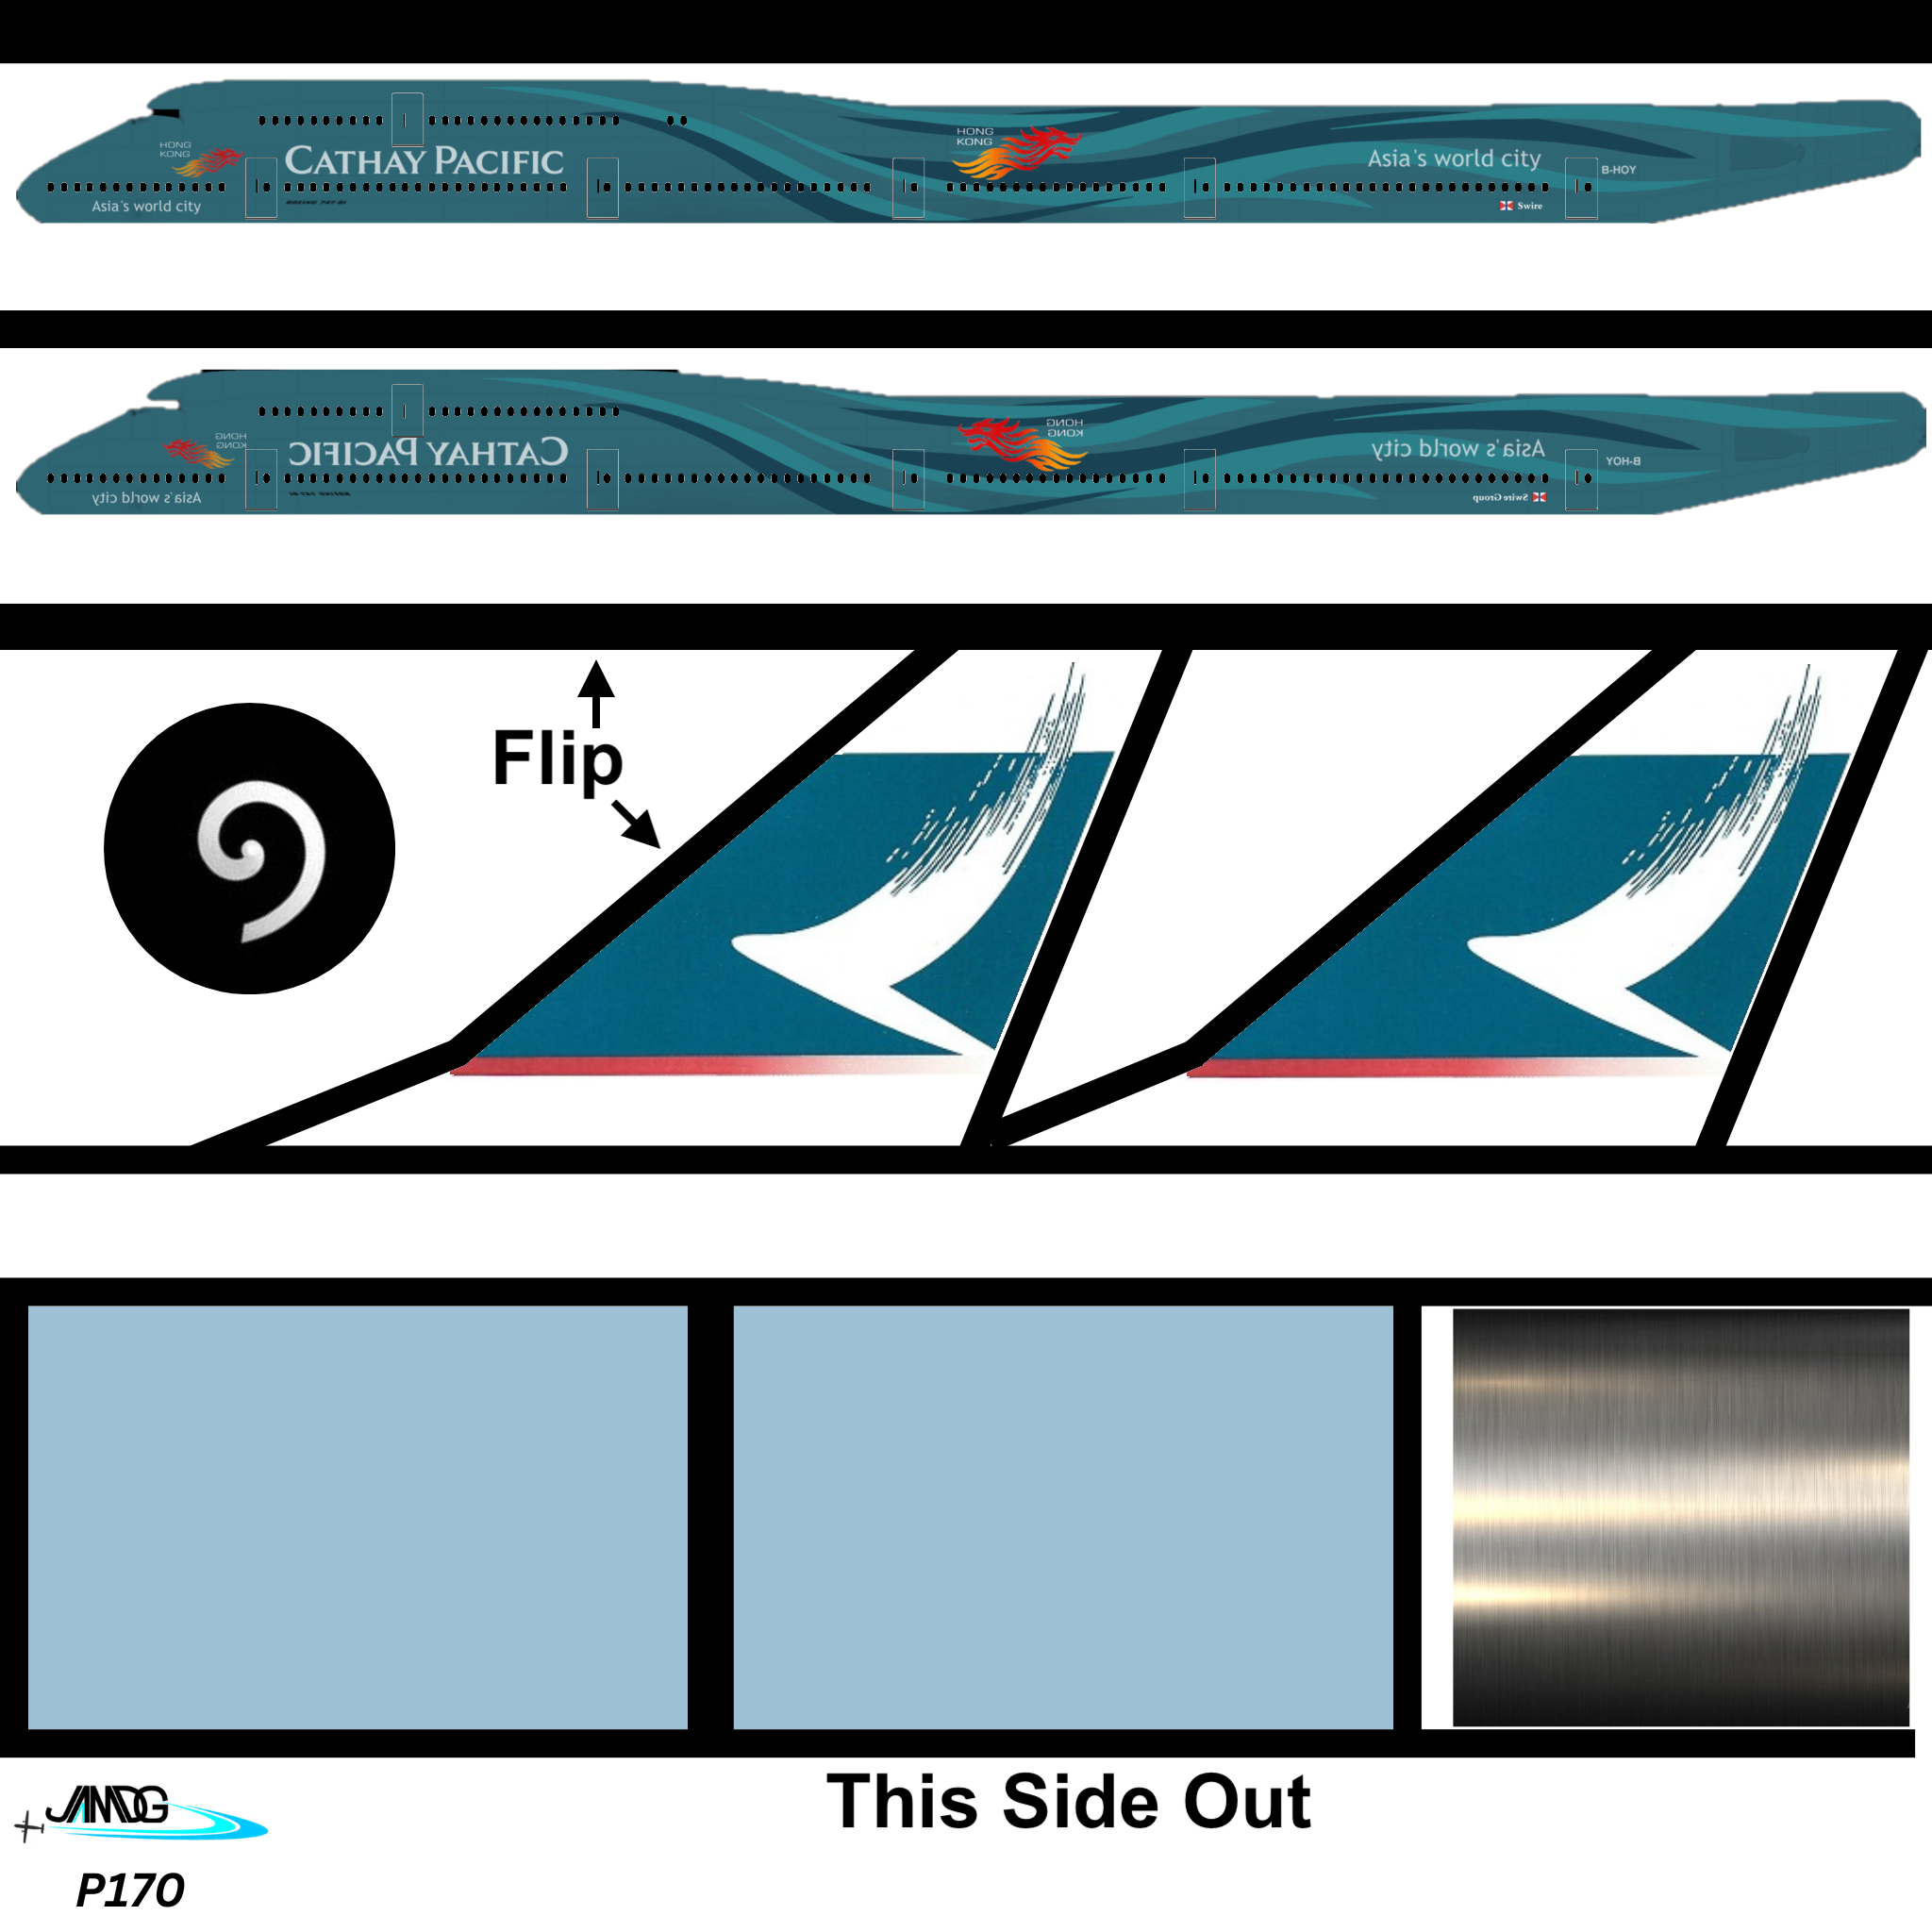 HONG
KONG
CATHAY PACIFIC
HONG
KONG
Asia's world city
B-HOY
Asia's world city
BOEING 747-8i
Swire
HONG
KONG
CATHAY PACIFIC
HONG
KONG
Asia's world city
B-HOY
Asia's world city
Swire Group
Flip
This Side Out
JAMDG
P170